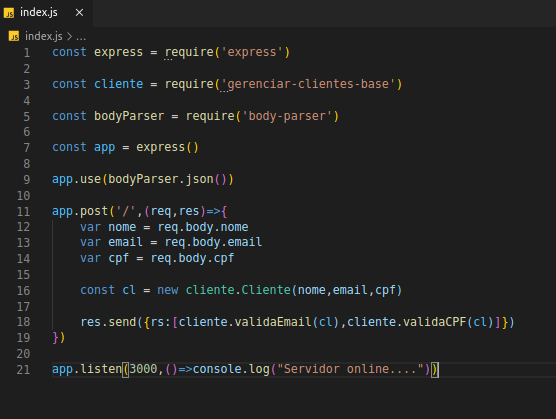 JS index.js ×
JS index.js > ...
1 const express = require('express')
2
3 const cliente = require('gerenciar-clientes-base')
4
5 const bodyParser = require('body-parser')
6
7 const app = express()
8
9 app.use(bodyParser.json())
10
11 app.post('/',(req,res)=>{
12     var nome = req.body.nome
13     var email = req.body.email
14     var cpf = req.body.cpf
15
16     const cl = new cliente.Cliente(nome,email,cpf)
17
18     res.send({rs:[cliente.validaEmail(cl),cliente.validaCPF(cl)]})
19 })
20
21 app.listen(3000,()=>console.log("Servidor online...."))